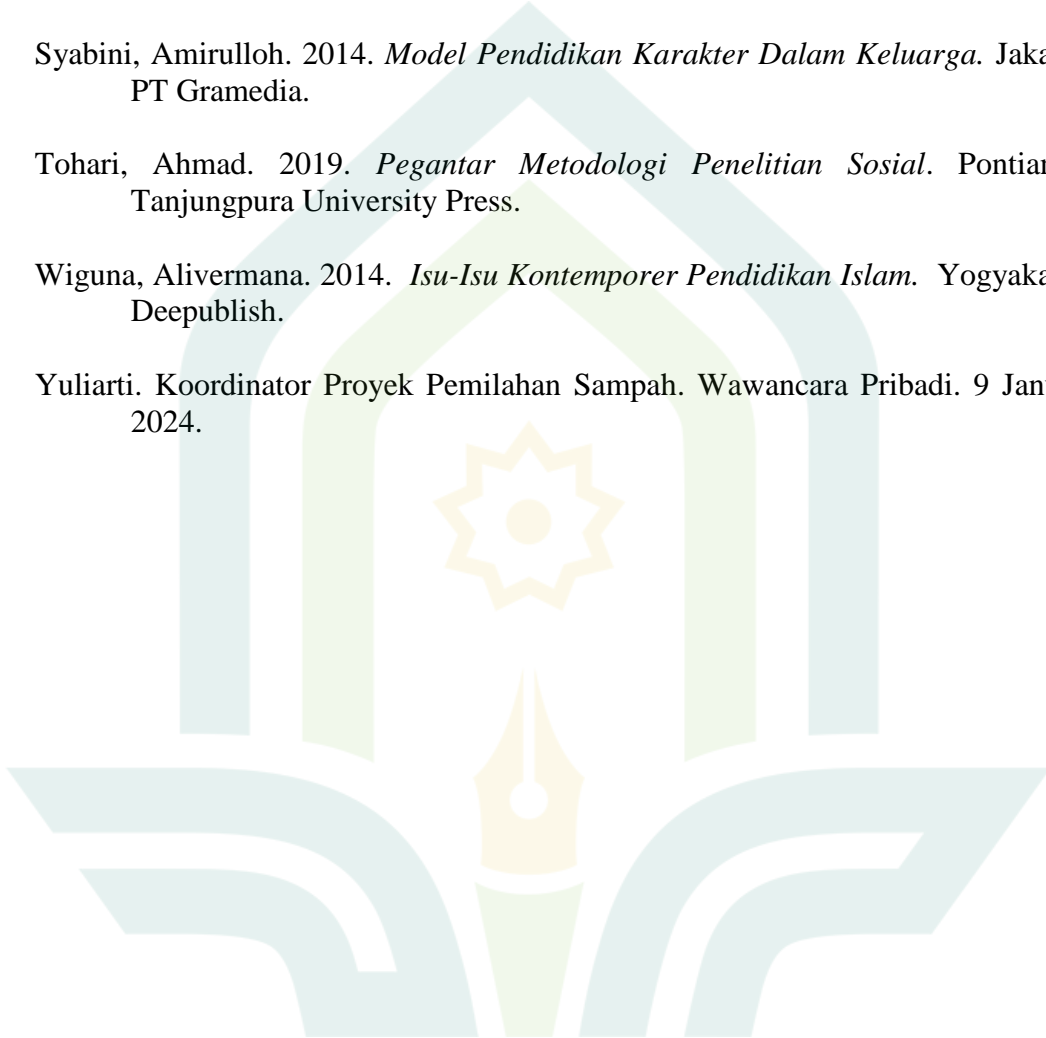 Syabini, Amirulloh. 2014. Model Pendidikan Karakter Dalam Keluarga. Jaka
PT Gramedia.
Tohari, Ahmad. 2019. Pegantar Metodologi Penelitian Sosial. Pontian
Tanjungpura University Press.
Wiguna, Alivermana. 2014. Isu-Isu Kontemporer Pendidikan Islam. Yogyaka
Deepublish.
Yuliarti. Koordinator Proyek Pemilahan Sampah. Wawancara Pribadi. 9 Jan
2024.